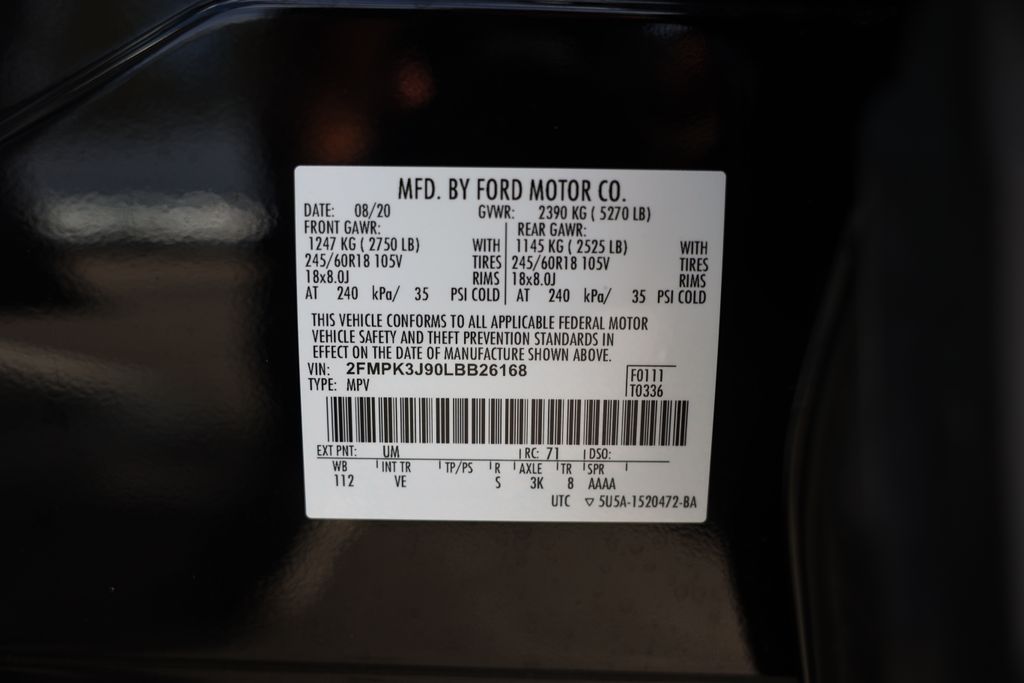 MFD. BY FORD MOTOR CO.
DATE: 08/20 GVWR: 2390 KG ( 5270 LB)
FRONT GAWR: REAR GAWR:
1247 KG ( 2750 LB) WITH 1145 KG ( 2525 LB) WITH
245/60R18 105V TIRES 245/60R18 105V TIRES
18x8.0J RIMS 18x8.0J RIMS
AT 240 kPa/ 35 PSI COLD AT 240 kPa/ 35 PSI COLD
THIS VEHICLE CONFORMS TO ALL APPLICABLE FEDERAL MOTOR
VEHICLE SAFETY AND THEFT PREVENTION STANDARDS IN
EFFECT ON THE DATE OF MANUFACTURE SHOWN ABOVE.
VIN: 2FMPK3J90LBB26168 F0111
TYPE: MPV T0336
EXT PNT: UM RC: 71 DSO:
WB INT TR TP/PS R AXLE TR SPR
112 VE S 3K 8 AAAA
UTC ▽ 5U5A-1520472-BA